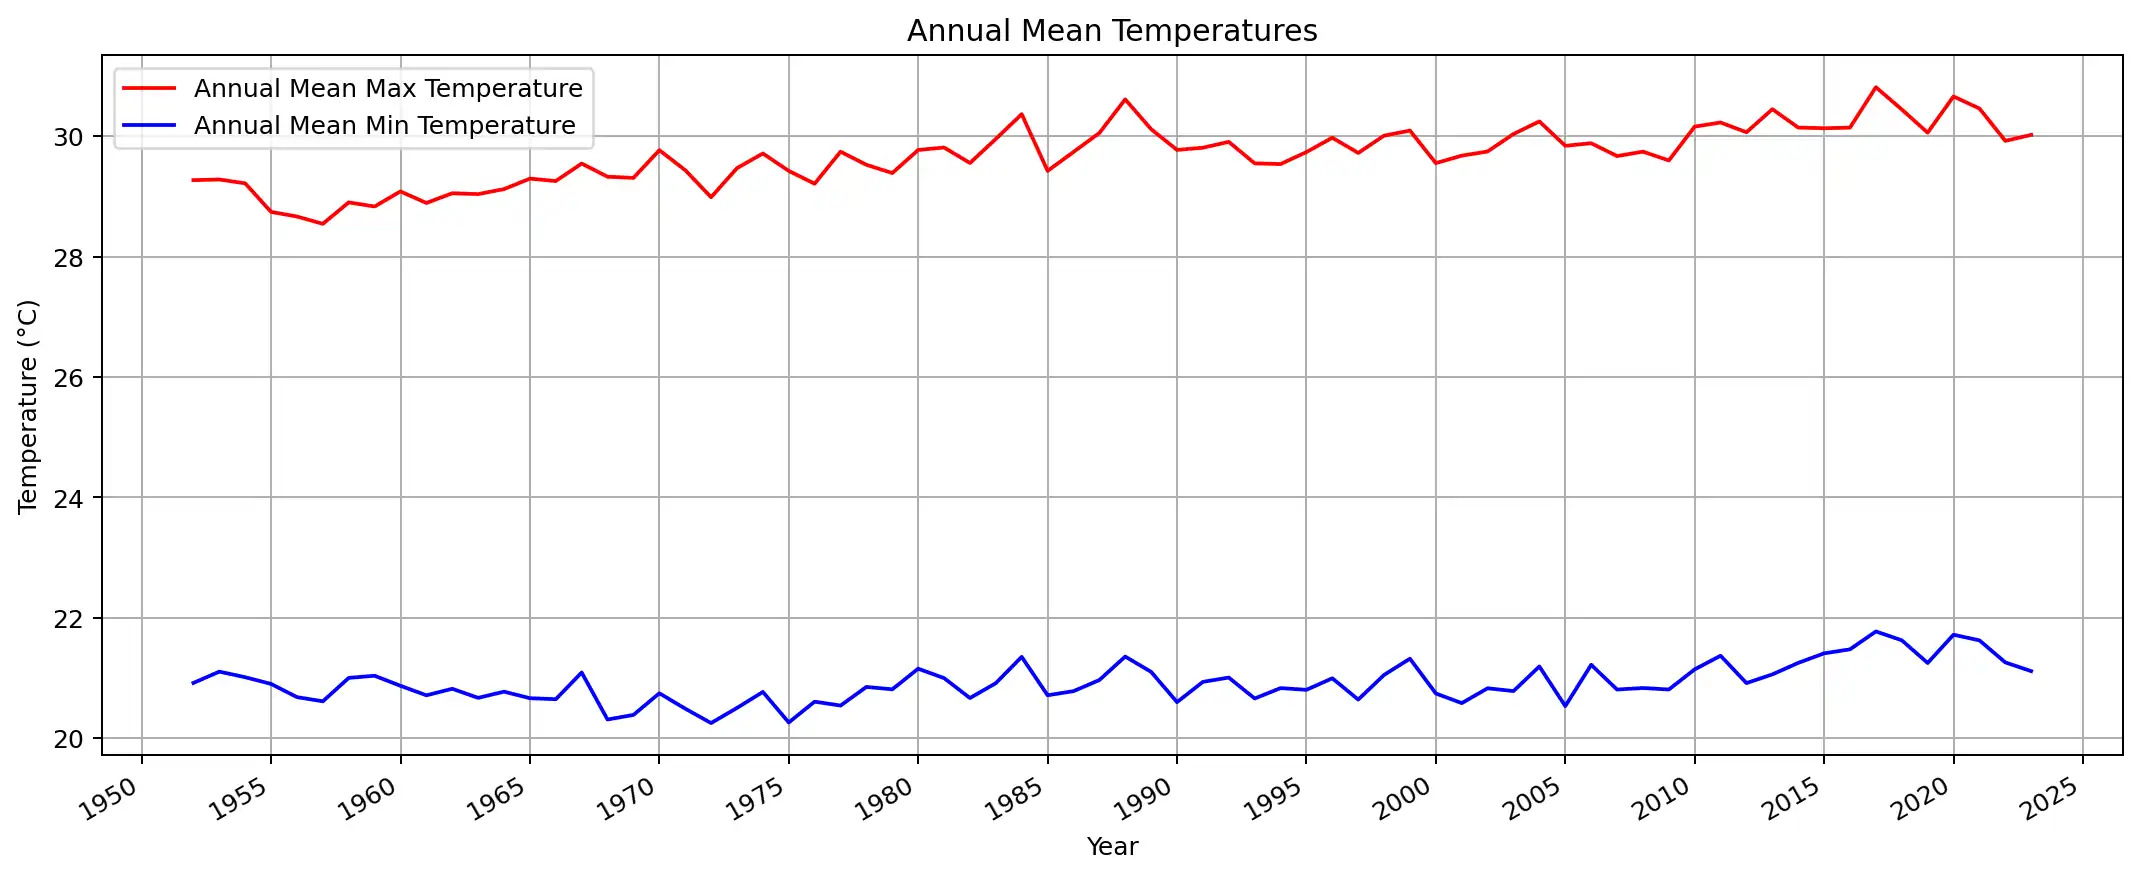 Annual Mean Temperatures
Annual Mean Max Temperature
Annual Mean Min Temperature
Temperature (°C)
30
28
26
24
22
20
1950 1955 1960 1965 1970 1975 1980 1985 1990 1995 2000 2005 2010 2015 2020 2025
Year